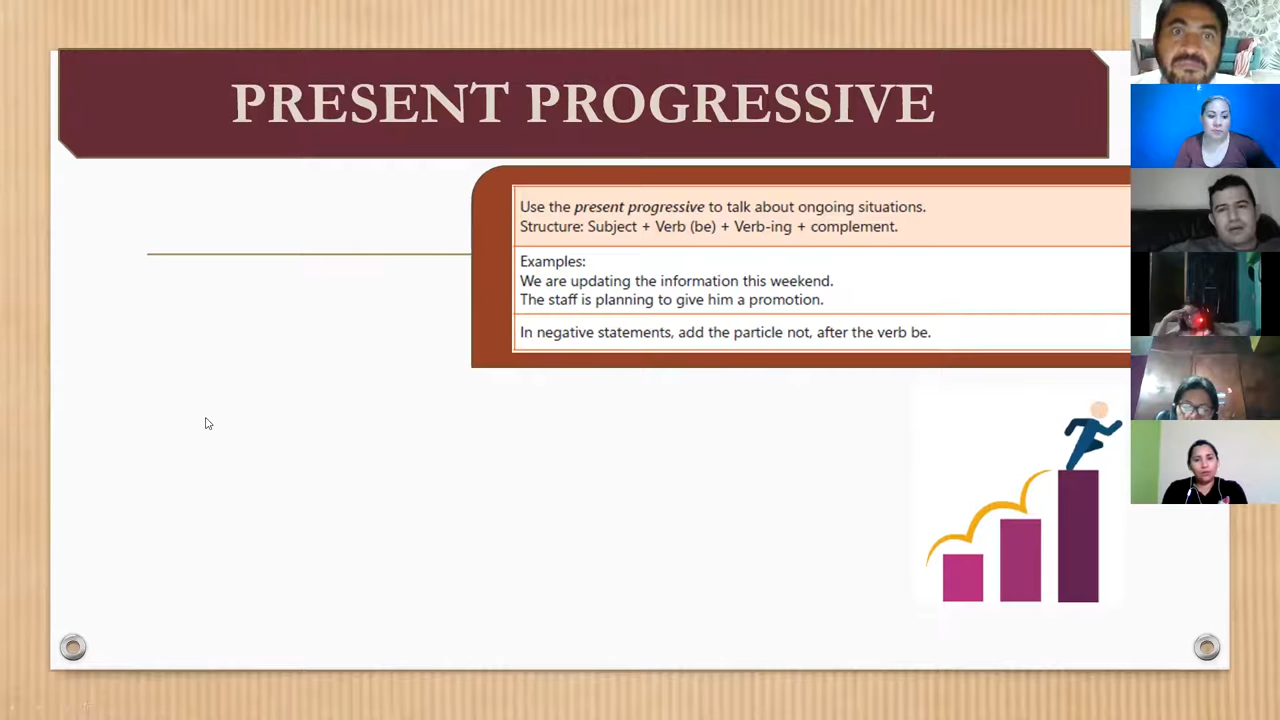 PRESENT PROGRESSIVE
Use the present progressive to talk about ongoing situations.
Structure: Subject + Verb (be) + Verb-ing + complement.
Examples:
We are updating the information this weekend.
The staff is planning to give him a promotion.
In negative statements, add the particle not, after the verb be.